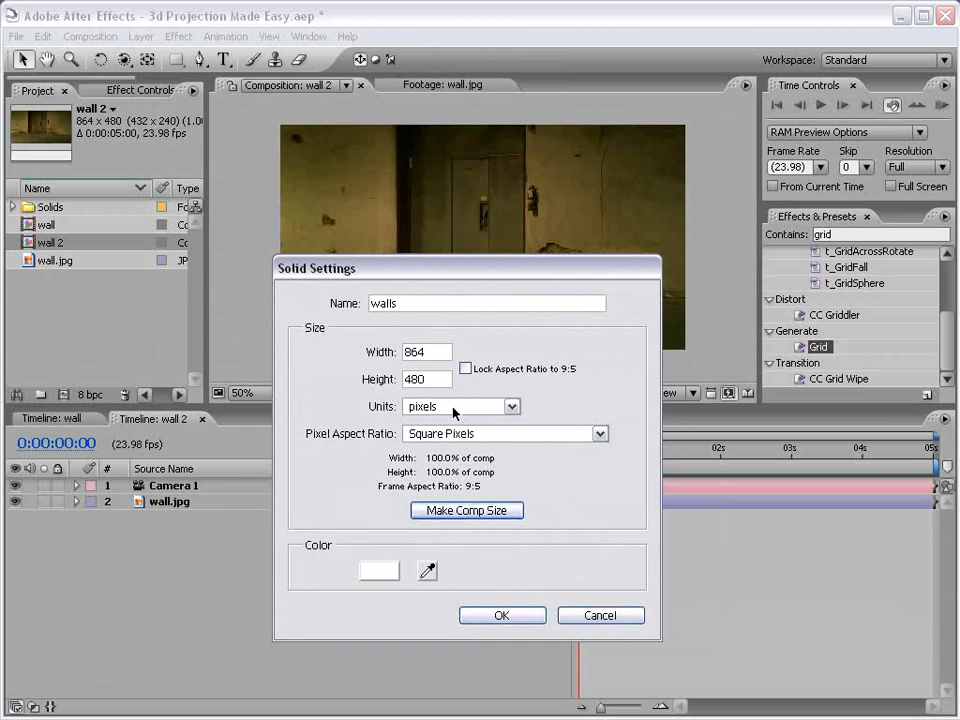 Adobe After Effects - 3d Projection Made Easy.aep *
File Edit Composition Layer Effect Animation View Window Help
Workspace: Standard
Project Effect Controls
Composition: wall 2
Footage: wall.jpg
Time Controls
wall 2
864 x 480 (432 x 240) (1.0
Δ 0:00:05:00, 23.98 fps
RAM Preview Options
Frame Rate Skip Resolution
(23.98) 0 Full
From Current Time Full Screen
Name Type
Solids Fo
wall Co
wall 2 Co
wall.jpg JP
Effects & Presets
Contains: grid
t_GridAcrossRotate
t_GridFall
t_GridSphere
Distort
CC Griddler
Generate
Grid
Transition
CC Grid Wipe
8 bpc
50%
Solid Settings
Name: walls
Size
Width: 864
Lock Aspect Ratio to 9:5
Height: 480
Units: pixels
Pixel Aspect Ratio: Square Pixels
Width: 100.0% of comp
Height: 100.0% of comp
Frame Aspect Ratio: 9:5
Make Comp Size
Color
OK Cancel
Timeline: wall Timeline: wall 2
0:00:00:00 (23.98 fps)
02s 03s 04s 05s
# Source Name
1 Camera 1
2 wall.jpg